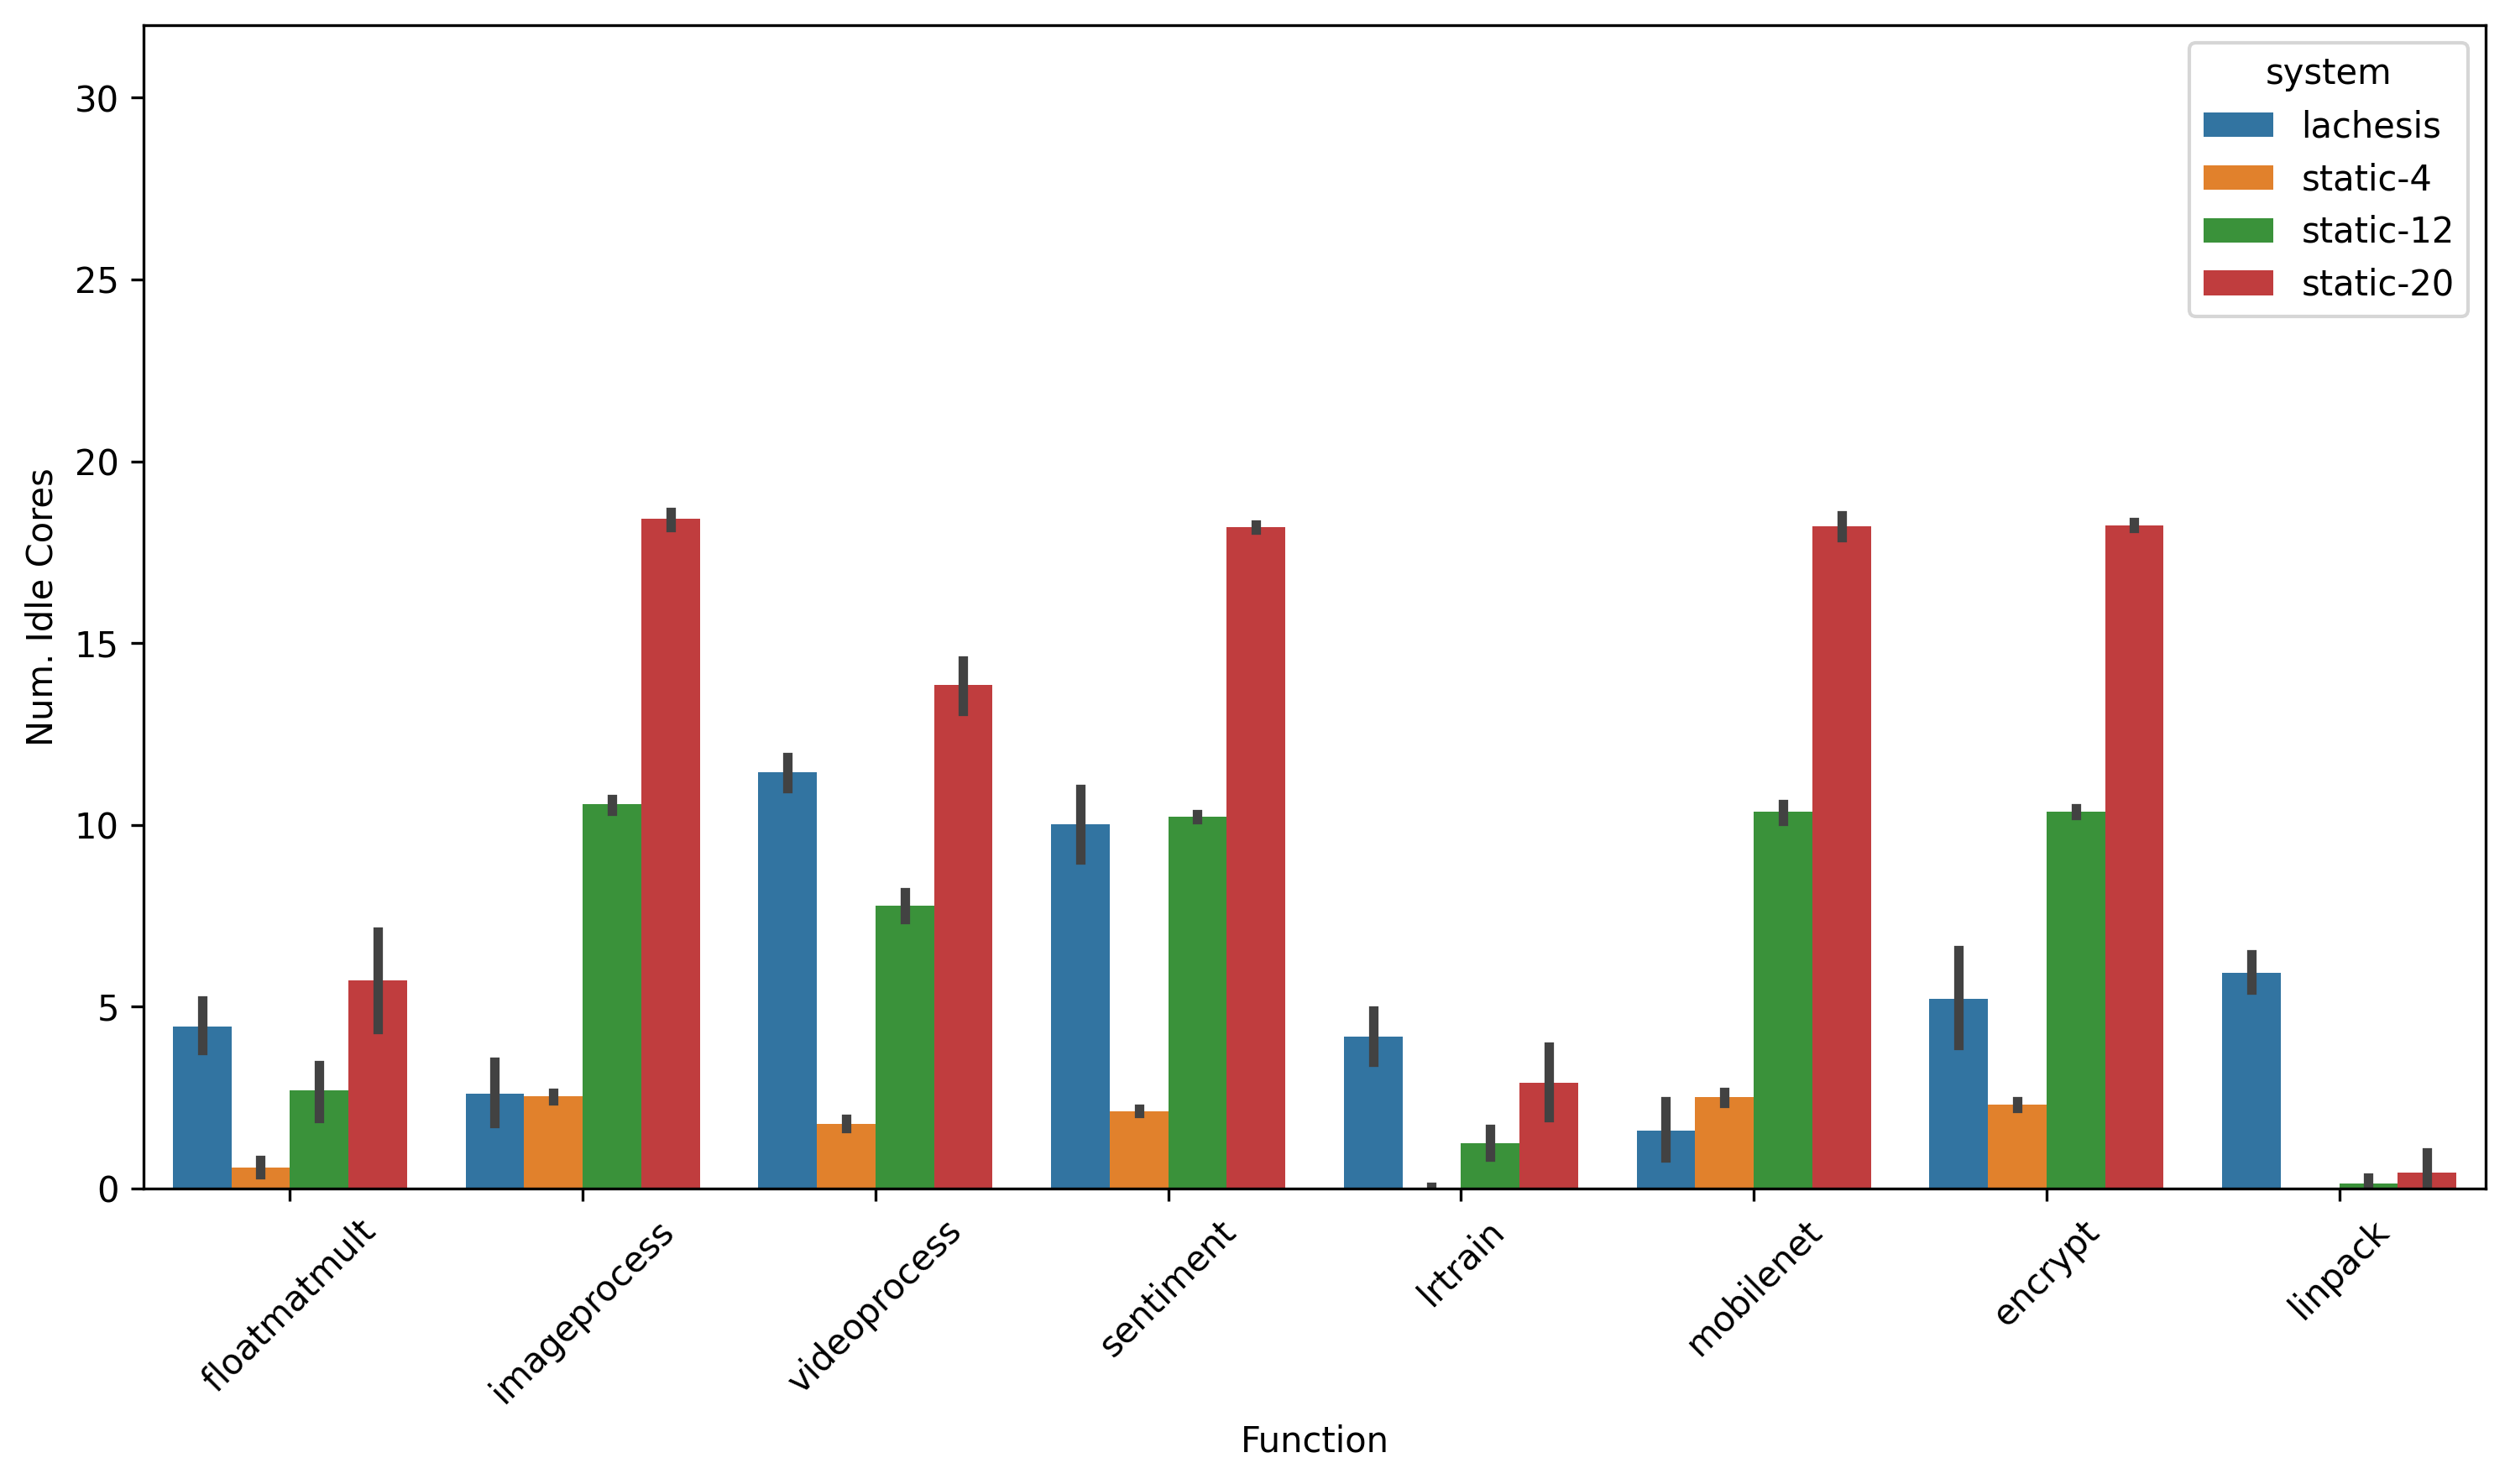 system
lachesis
static-4
static-12
static-20
Num. Idle Cores
30
25
20
15
10
5
0
floatmatmult
imageprocess
videoprocess
sentiment
lrtrain
mobilenet
encrypt
linpack
Function